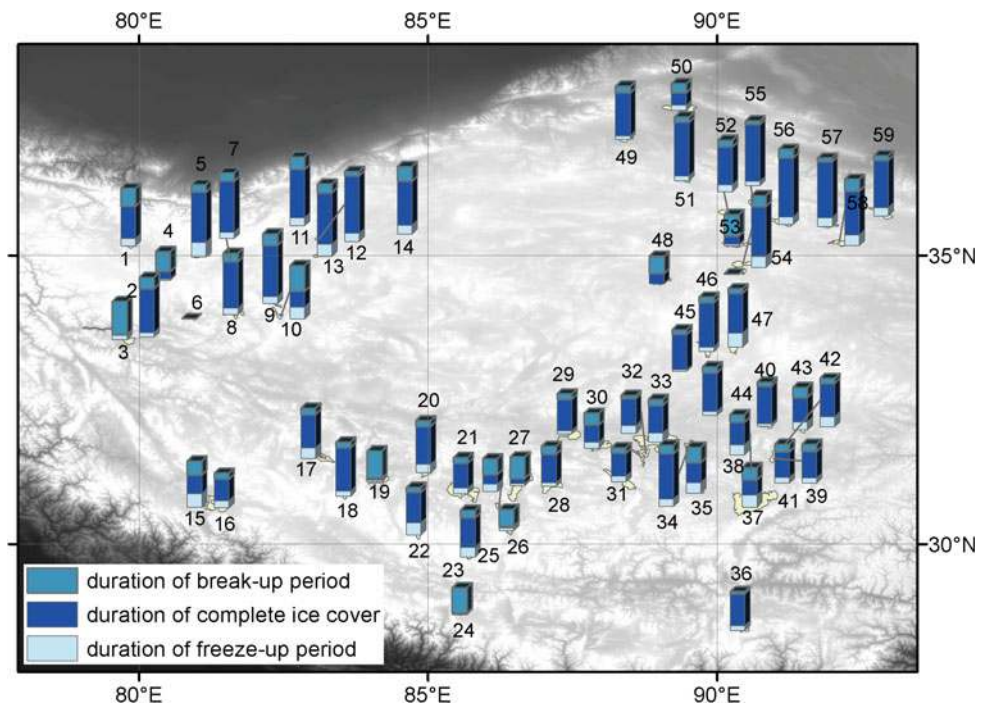 80°E 85°E 90°E
50
55
5 7 52 56 57 59
49
11 51 58
4 14 12
1 13 53
35°N
2 48 54
6 46
3 8 9 10 45 47
29 32 33 40 43 42
20 30 44
21 27
17 38
19 28 31 41 39
15 16 18 34 35 37
22 25 26
30°N
duration of break-up period
23
36
duration of complete ice cover
24
duration of freeze-up period
80°E 85°E 90°E